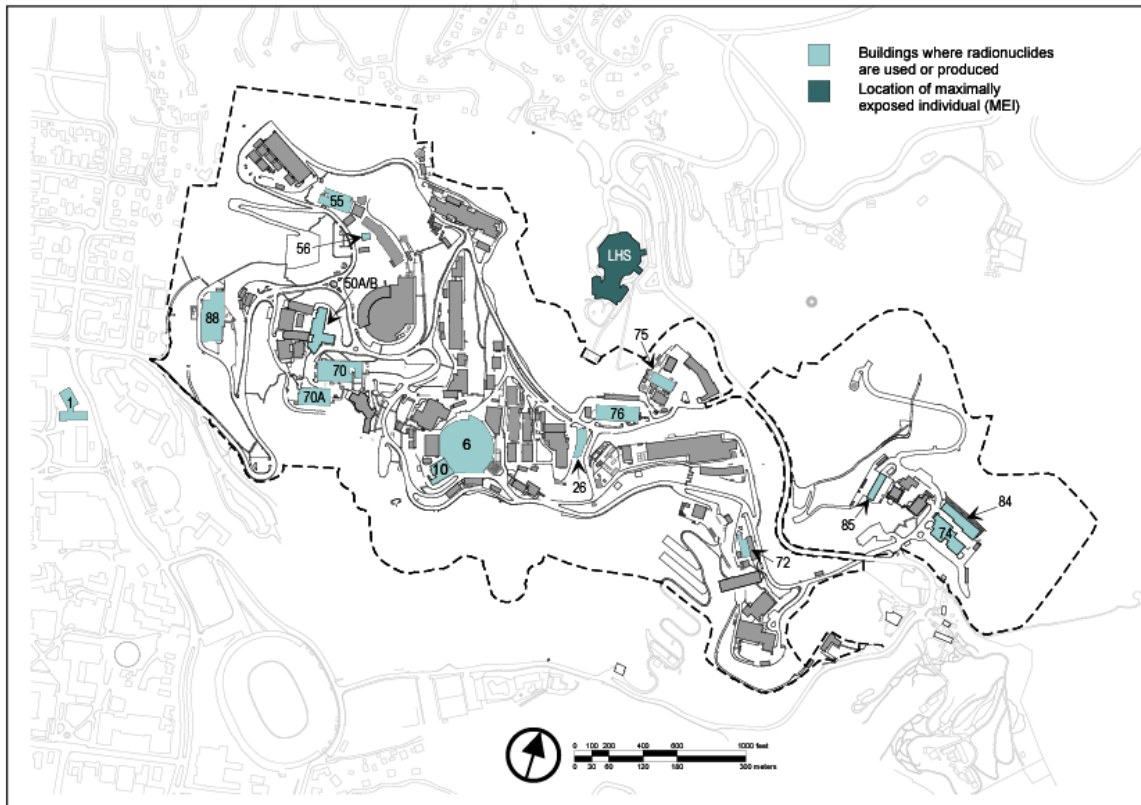 Buildings where radionuclides
are used or produced
Location of maximally
exposed individual (MEI)
55
56
LHS
50A/B
88
75
70
1
70A
76
6
10
26
84
85
74
72
0 100 200 400 600 1000 feet
0 30 60 120 180 300 meters